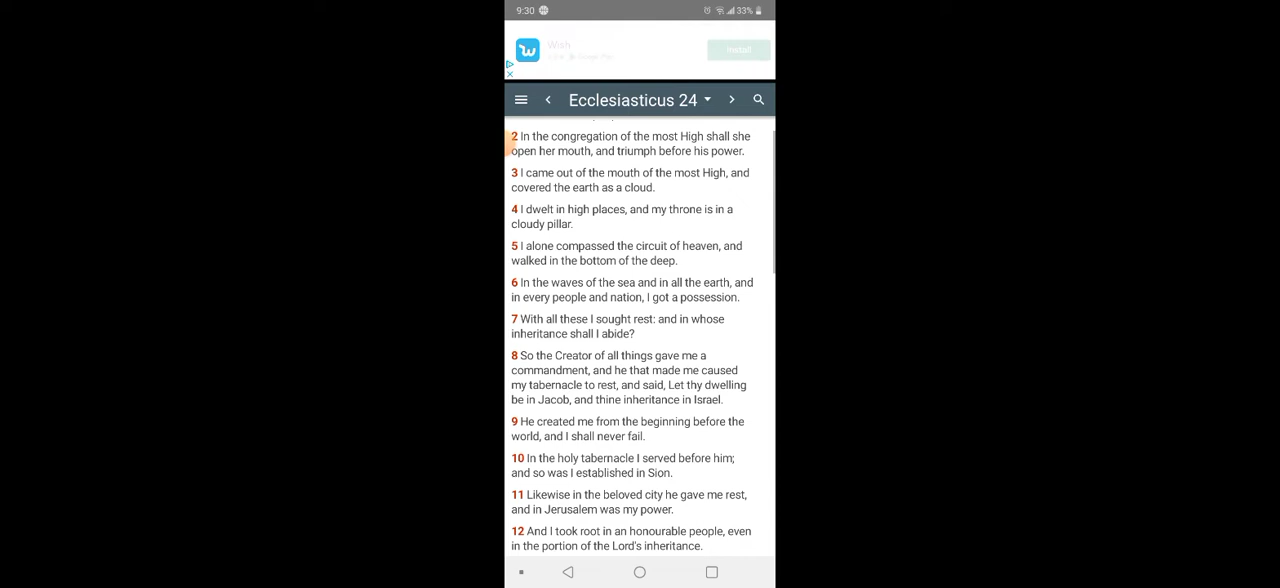 9:30
33%
Wish
Install
Ecclesiasticus 24
2 In the congregation of the most High shall she
open her mouth, and triumph before his power.
3 I came out of the mouth of the most High, and
covered the earth as a cloud.
4 I dwelt in high places, and my throne is in a
cloudy pillar.
5 I alone compassed the circuit of heaven, and
walked in the bottom of the deep.
6 In the waves of the sea and in all the earth, and
in every people and nation, I got a possession.
7 With all these I sought rest: and in whose
inheritance shall I abide?
8 So the Creator of all things gave me a
commandment, and he that made me caused
my tabernacle to rest, and said, Let thy dwelling
be in Jacob, and thine inheritance in Israel.
9 He created me from the beginning before the
world, and I shall never fail.
10 In the holy tabernacle I served before him;
and so was I established in Sion.
11 Likewise in the beloved city he gave me rest,
and in Jerusalem was my power.
12 And I took root in an honourable people, even
in the portion of the Lord's inheritance.